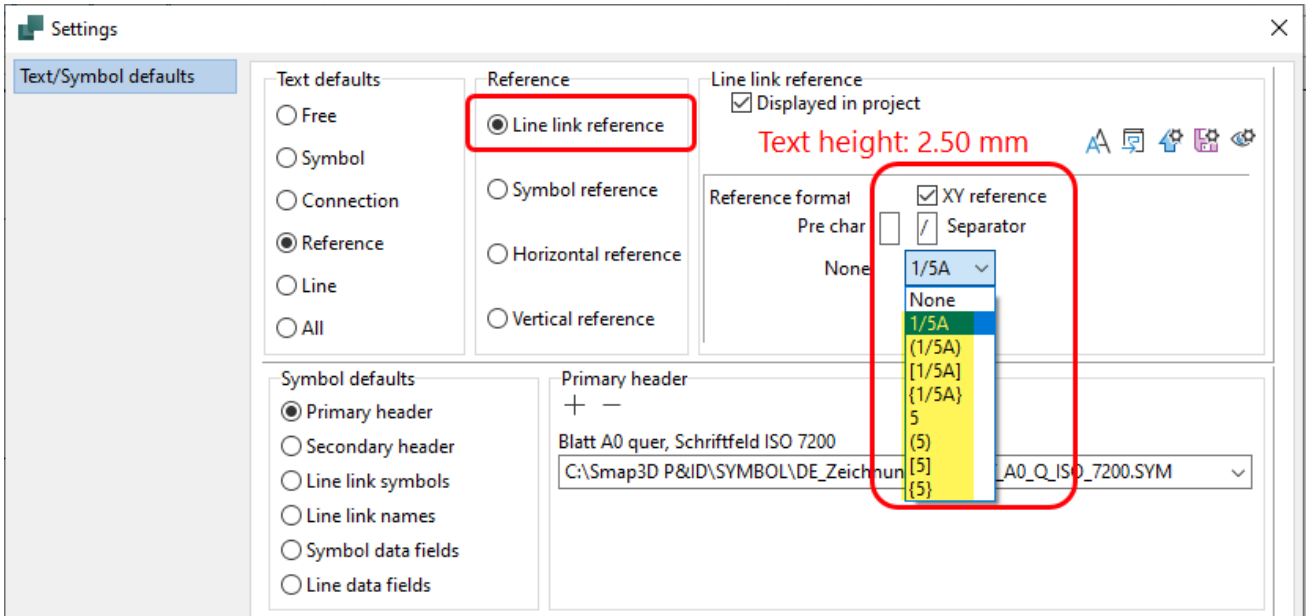 Settings
Text/Symbol defaults
Text defaults
Free
Symbol
Connection
Reference
Line
All
Reference
Line link reference
Symbol reference
Horizontal reference
Vertical reference
Line link reference
Displayed in project
Text height: 2.50 mm
Reference format
XY reference
Pre char
/
Separator
None
1/5A
None
1/5A
(1/5A)
[1/5A]
{1/5A}
5
(5)
[5]
{5}
Symbol defaults
Primary header
Secondary header
Line link symbols
Line link names
Symbol data fields
Line data fields
Primary header
Blatt A0 quer, Schriftfeld ISO 7200
C:\Smap3D P&ID\SYMBOL\DE_Zeichnun _A0_Q_ISO_7200.SYM